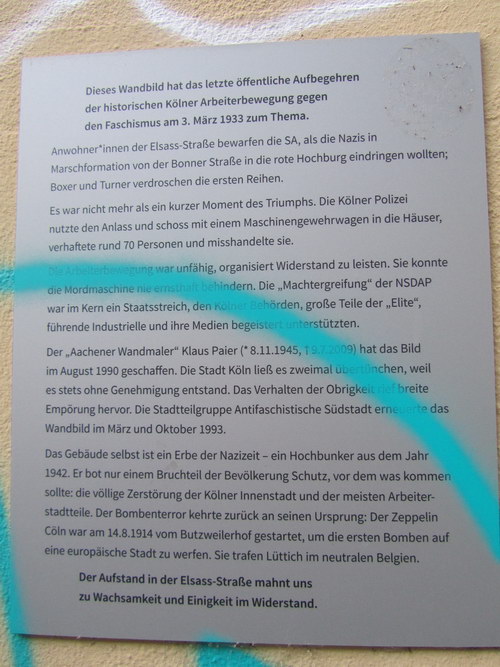 Dieses Wandbild hat das letzte öffentliche Aufbegehren
der historischen Kölner Arbeiterbewegung gegen
den Faschismus am 3. März 1933 zum Thema.
Anwohner*innen der Elsass-Straße bewarfen die SA, als die Nazis in
Marschformation von der Bonner Straße in die rote Hochburg eindringen wollten;
Boxer und Turner verdroschen die ersten Reihen.
Es war nicht mehr als ein kurzer Moment des Triumphs. Die Kölner Polizei
nutzte den Anlass und schoss mit einem Maschinengewehrwagen in die Häuser,
verhaftete rund 70 Personen und misshandelte sie.
Die Arbeiterbewegung war unfähig, organisiert Widerstand zu leisten. Sie konnte
die Mordmaschine nie ernsthaft behindern. Die „Machtergreifung“ der NSDAP
war im Kern ein Staatsstreich, den Kölner Behörden, große Teile der „Elite“,
führende Industrielle und ihre Medien begeistert unterstützten.
Der „Aachener Wandmaler“ Klaus Paier (* 8.11.1945, † 9.7.2009) hat das Bild
im August 1990 geschaffen. Die Stadt Köln ließ es zweimal übertünchen, weil
es stets ohne Genehmigung entstand. Das Verhalten der Obrigkeit rief breite
Empörung hervor. Die Stadtteilgruppe Antifaschistische Südstadt erneuerte das
Wandbild im März und Oktober 1993.
Das Gebäude selbst ist ein Erbe der Nazizeit – ein Hochbunker aus dem Jahr
1942. Er bot nur einem Bruchteil der Bevölkerung Schutz, vor dem was kommen
sollte: die völlige Zerstörung der Kölner Innenstadt und der meisten Arbeiter-
stadtteile. Der Bombenterror kehrte zurück an seinen Ursprung: Der Zeppelin
Cöln war am 14.8.1914 vom Butzweilerhof gestartet, um die ersten Bomben auf
eine europäische Stadt zu werfen. Sie trafen Lüttich im neutralen Belgien.
Der Aufstand in der Elsass-Straße mahnt uns
zu Wachsamkeit und Einigkeit im Widerstand.